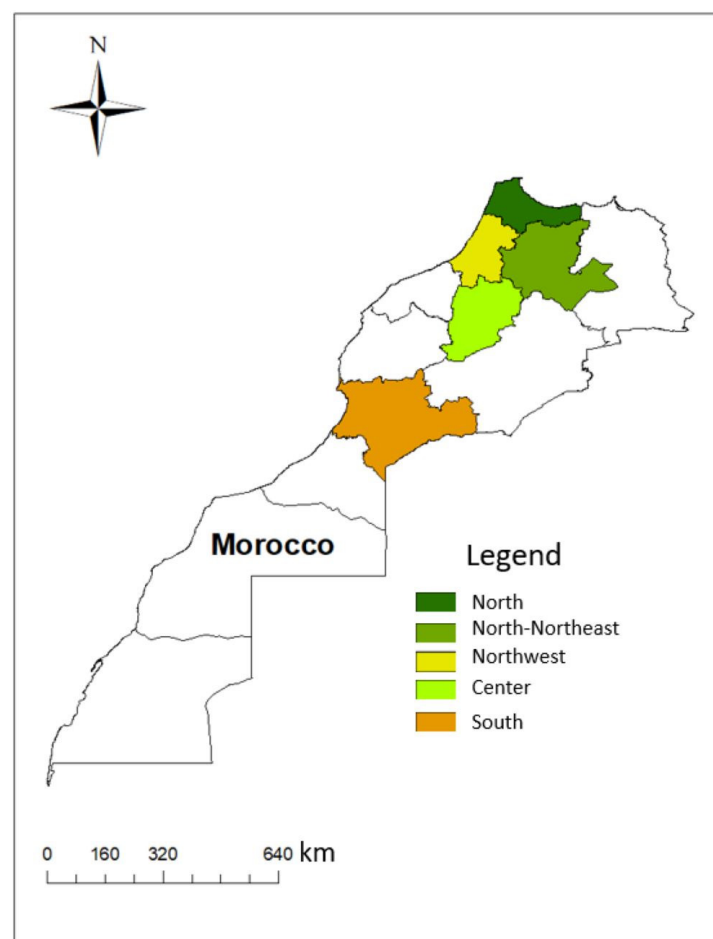 N
Morocco
Legend
North
North-Northeast
Northwest
Center
South
0 160 320 640 km